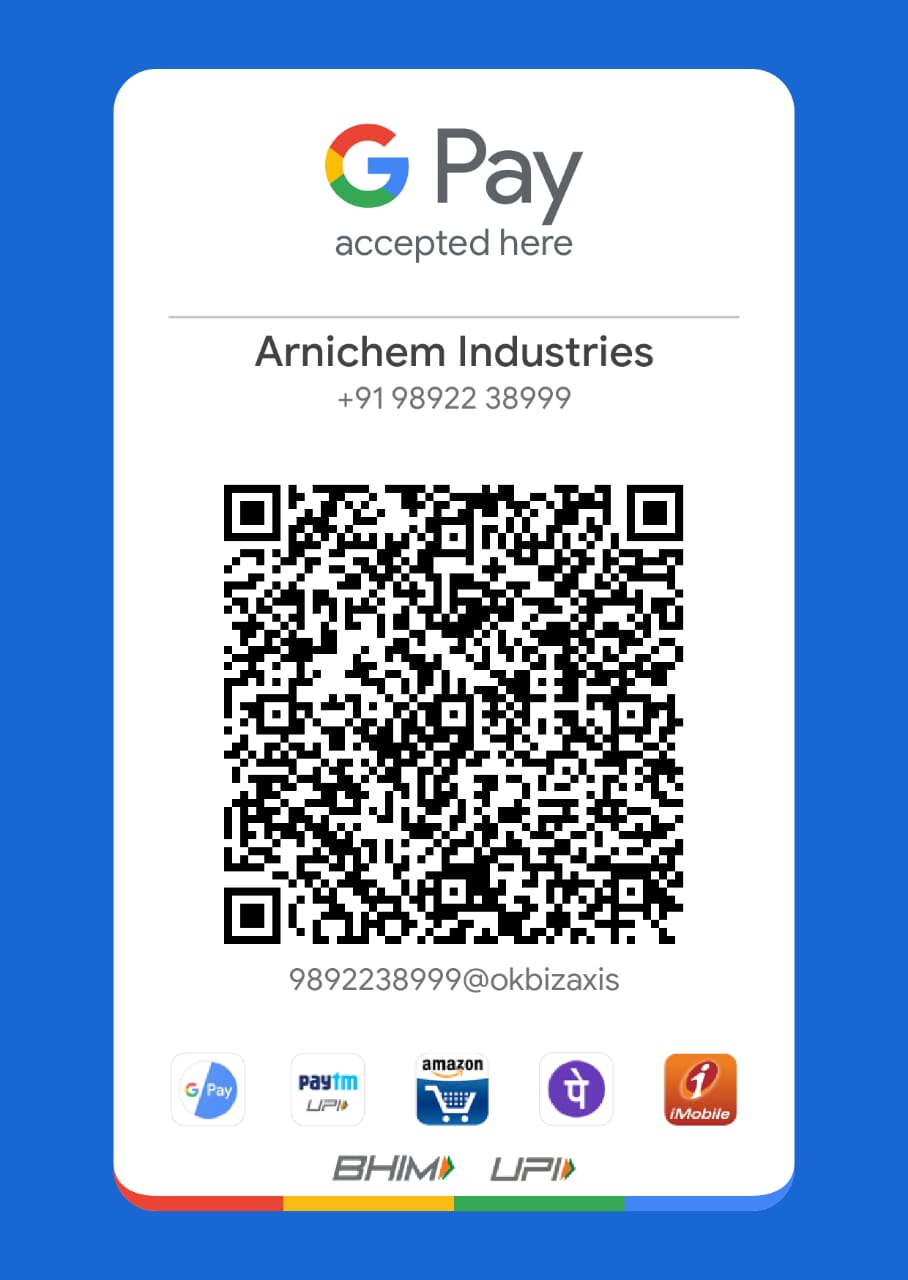 G Pay
accepted here
Arnichem Industries
+91 98922 38999
9892238999@okbizaxis
G Pay
paytm
UPI
amazon
पे
i
iMobile
BHIM UPI